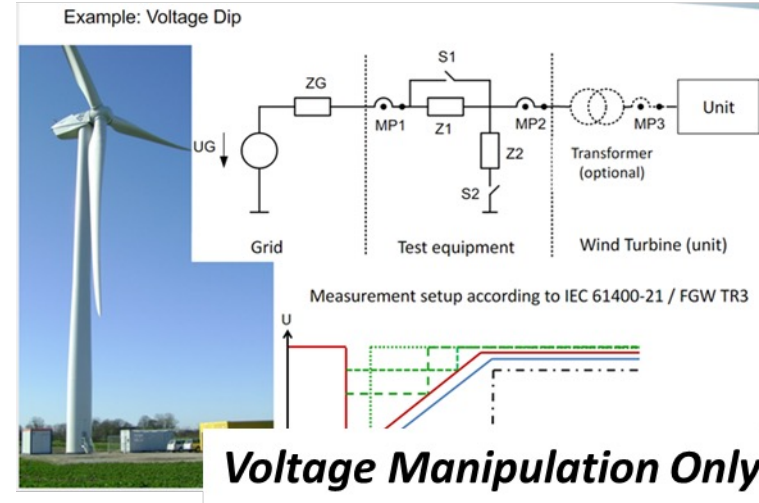 Example: Voltage Dip
S1
ZG
MP1
Z1
MP2
MP3
Unit
UG
Z2
Transformer
(optional)
S2
Grid
Test equipment
Wind Turbine (unit)
Measurement setup according to IEC 61400-21 / FGW TR3
U
Voltage Manipulation Only